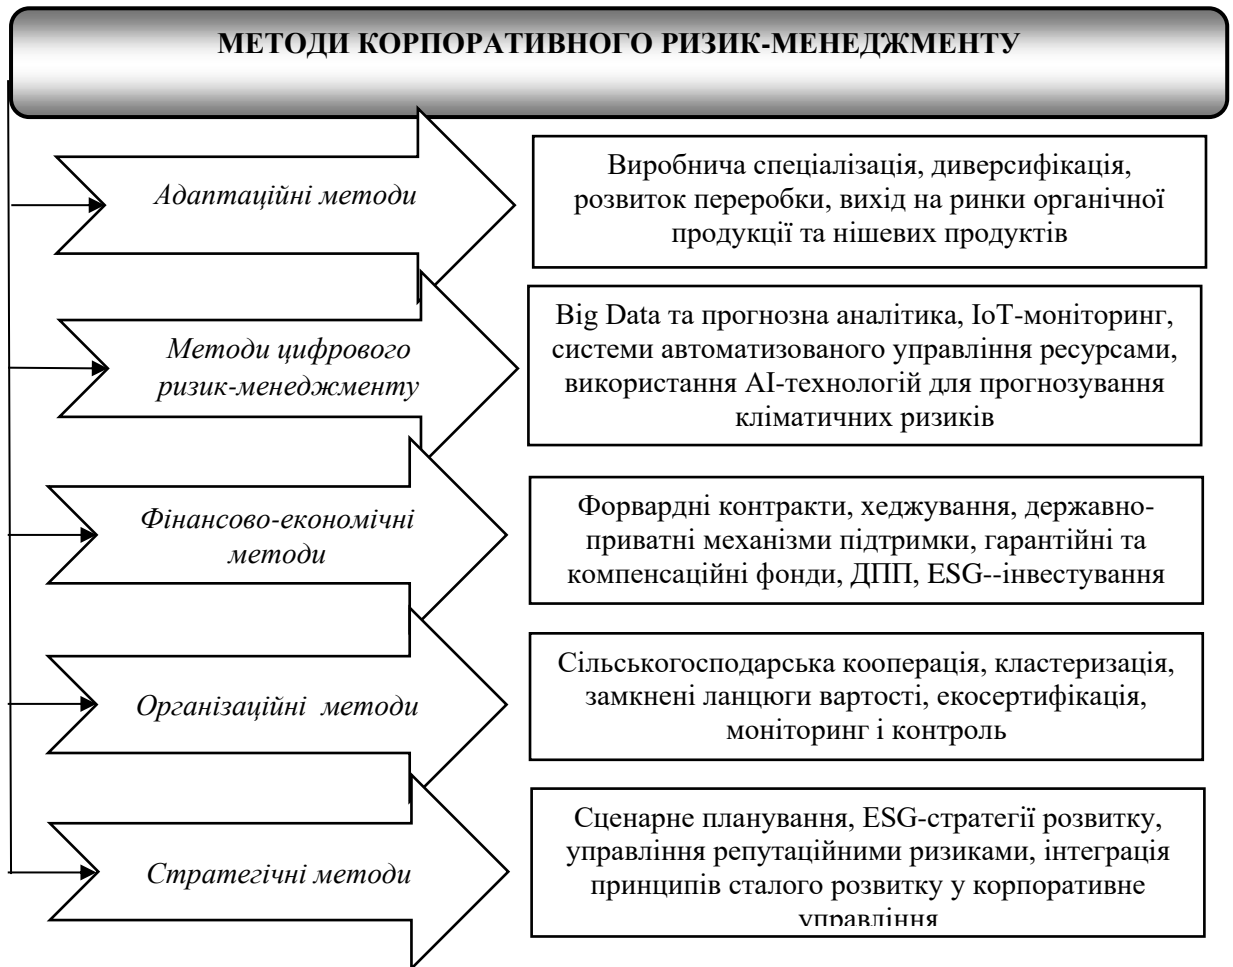 МЕТОДИ КОРПОРАТИВНОГО РИЗИК-МЕНЕДЖМЕНТУ
Адаптаційні методи
Виробнича спеціалізація, диверсифікація,
розвиток переробки, вихід на ринки органічної
продукції та нішевих продуктів
Методи цифрового
ризик-менеджменту
Big Data та прогнозна аналітика, IoT-моніторинг,
системи автоматизованого управління ресурсами,
використання AI-технологій для прогнозування
кліматичних ризиків
Фінансово-економічні
методи
Форвардні контракти, хеджування, державно-
приватні механізми підтримки, гарантійні та
компенсаційні фонди, ДПП, ESG--інвестування
Організаційні методи
Сільськогосподарська кооперація, кластеризація,
замкнені ланцюги вартості, екосертифікація,
моніторинг і контроль
Стратегічні методи
Сценарне планування, ESG-стратегії розвитку,
управління репутаційними ризиками, інтеграція
принципів сталого розвитку у корпоративне
управління